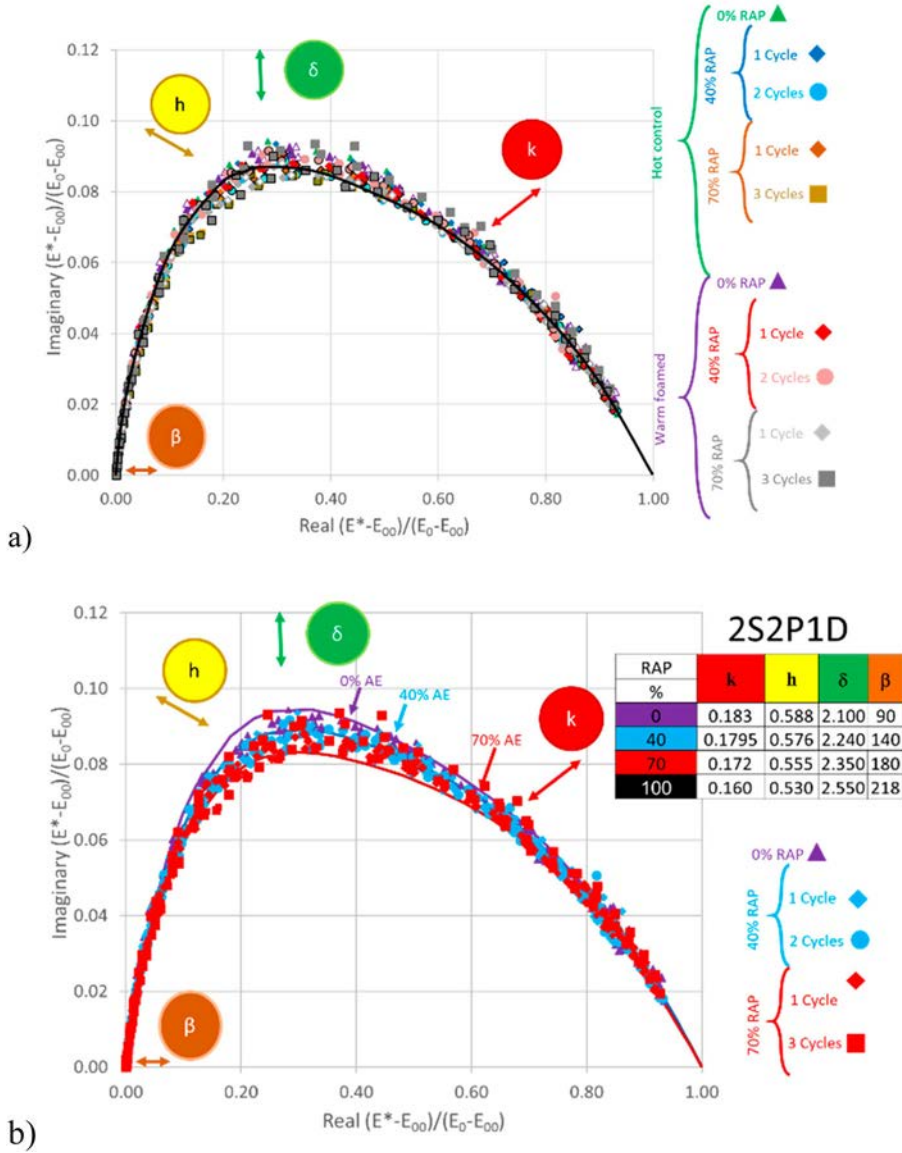 a)
Imaginary (E*-E₀₀)/(E₀-E₀₀)
0.12
0.10
0.08
0.06
0.04
0.02
0.00
0.00
0.20
0.40
0.60
0.80
1.00
Real (E*-E₀₀)/(E₀-E₀₀)
h
δ
k
β
Hot control
0% RAP
40% RAP
1 Cycle
2 Cycles
70% RAP
1 Cycle
3 Cycles
Warm foamed
0% RAP
40% RAP
1 Cycle
2 Cycles
70% RAP
1 Cycle
3 Cycles
b)
Imaginary (E*-E₀₀)/(E₀-E₀₀)
0.12
0.10
0.08
0.06
0.04
0.02
0.00
0.00
0.20
0.40
0.60
0.80
1.00
Real (E*-E₀₀)/(E₀-E₀₀)
h
δ
k
β
0% AE
40% AE
70% AE
2S2P1D
RAP % k h δ β
0 0.183 0.588 2.100 90
40 0.1795 0.576 2.240 140
70 0.172 0.555 2.350 180
100 0.160 0.530 2.550 218
0% RAP
40% RAP
1 Cycle
2 Cycles
70% RAP
1 Cycle
3 Cycles